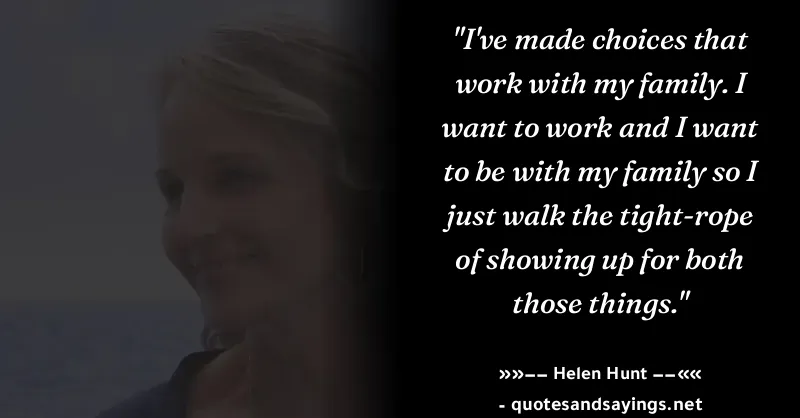 "I've made choices that
work with my family. I
want to work and I want
to be with my family so I
just walk the tight-rope
of showing up for both
those things."
»»–– Helen Hunt ––««
- quotesandsayings.net